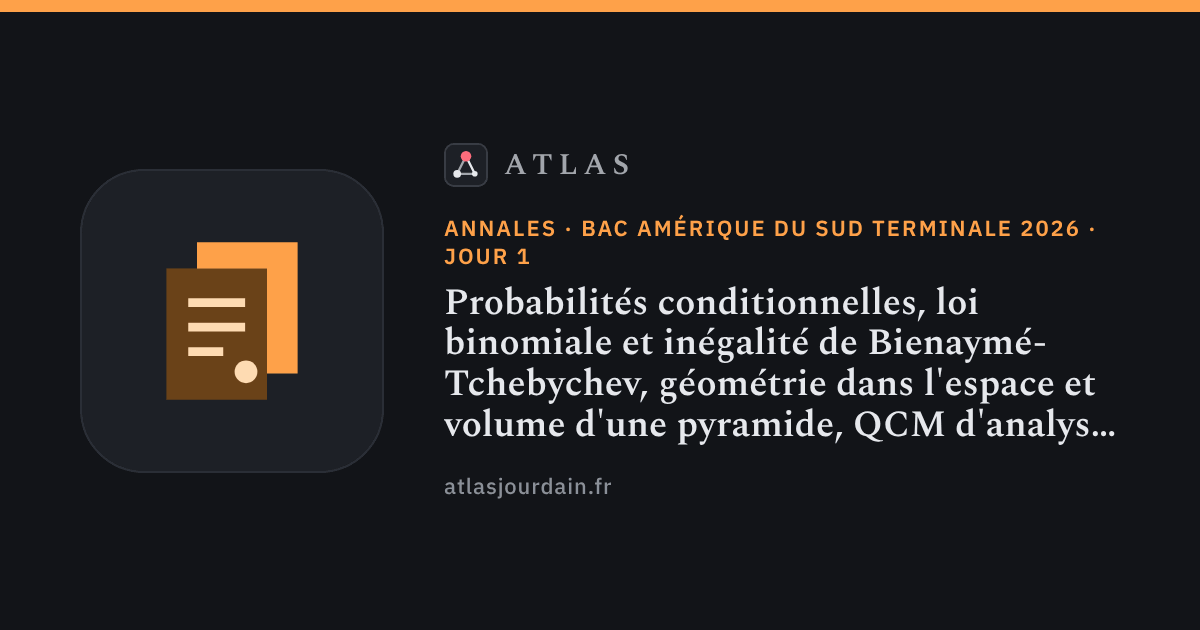 ATLAS
ANNALES · BAC AMÉRIQUE DU SUD TERMINALE 2026 ·
JOUR 1
Probabilités conditionnelles, loi
binomiale et inégalité de Bienaymé-
Tchebychev, géométrie dans l'espace et
volume d'une pyramide, QCM d'analys...
atlasjourdain.fr